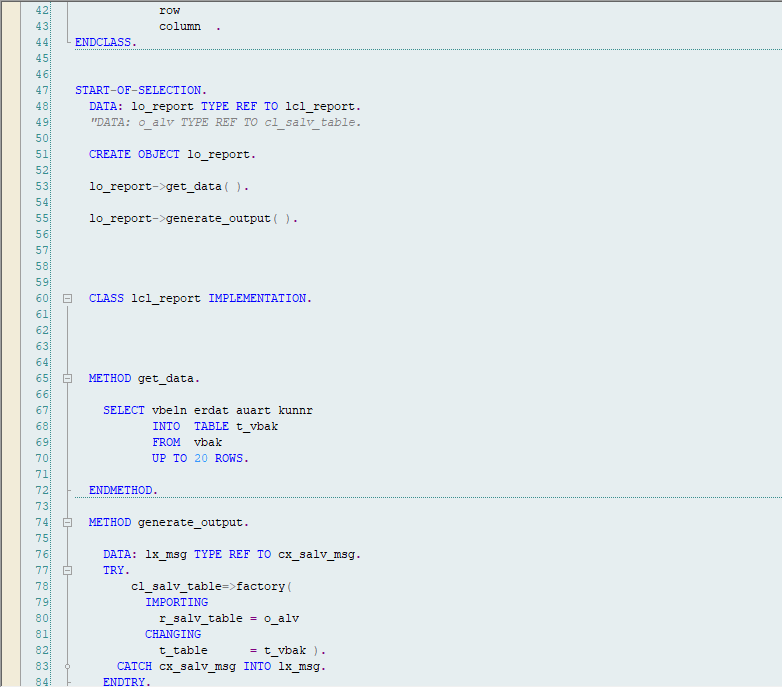 42 row
43 column .
44 ENDCLASS.
45
46
47 START-OF-SELECTION.
48 DATA: lo_report TYPE REF TO lcl_report.
49 "DATA: o_alv TYPE REF TO cl_salv_table.
50
51 CREATE OBJECT lo_report.
52
53 lo_report->get_data( ).
54
55 lo_report->generate_output( ).
56
57
58
59
60 CLASS lcl_report IMPLEMENTATION.
61
62
63
64
65 METHOD get_data.
66
67 SELECT vbeln erdat auart kunnr
68 INTO TABLE t_vbak
69 FROM vbak
70 UP TO 20 ROWS.
71
72 ENDMETHOD.
73
74 METHOD generate_output.
75
76 DATA: lx_msg TYPE REF TO cx_salv_msg.
77 TRY.
78 cl_salv_table=>factory(
79 IMPORTING
80 r_salv_table = o_alv
81 CHANGING
82 t_table = t_vbak ).
83 CATCH cx_salv_msg INTO lx_msg.
84 ENDTRY.